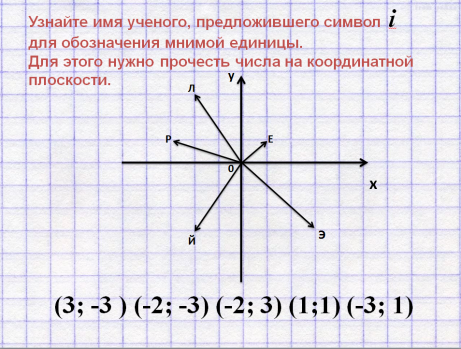 Узнайте имя ученого, предложившего символ i
для обозначения мнимой единицы.
Для этого нужно прочесть числа на координатной
плоскости.
У
Л
Р
Е
0
Х
Й
Э
(3; -3 ) (-2; -3) (-2; 3) (1;1) (-3; 1)